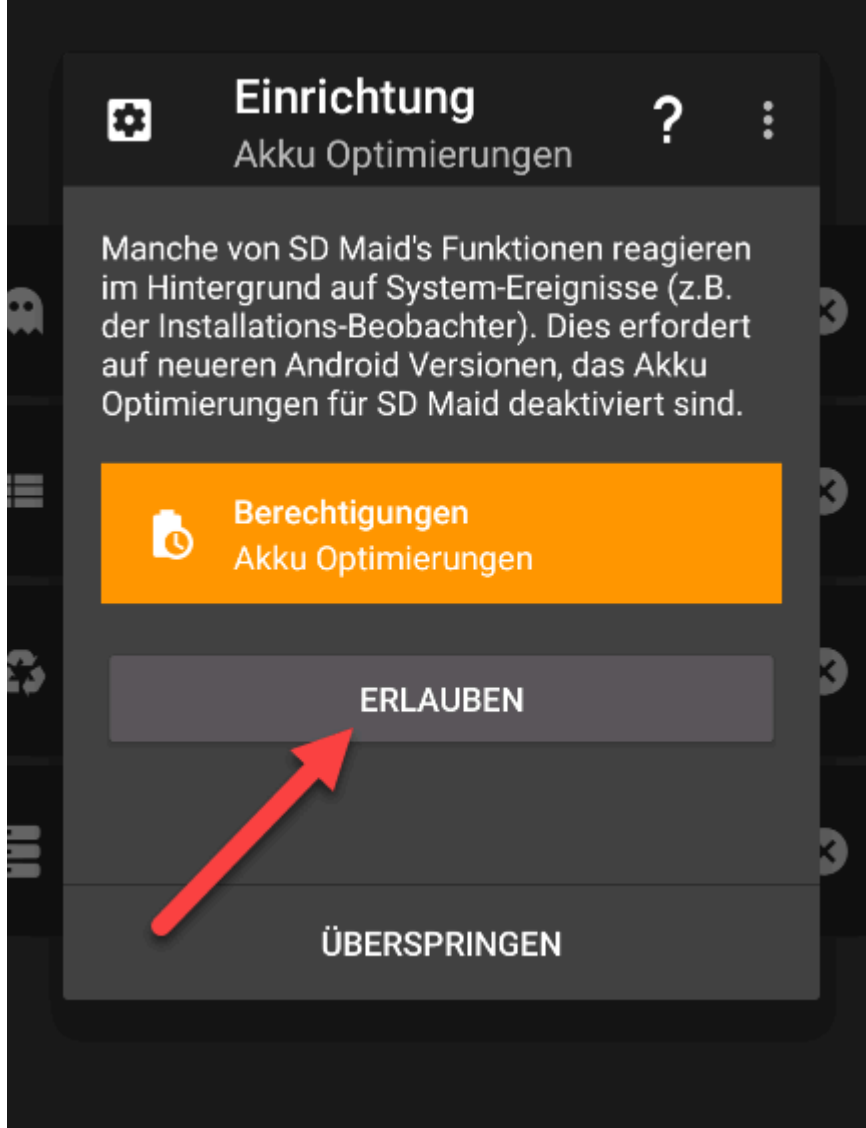 Einrichtung
Akku Optimierungen
?
Manche von SD Maid's Funktionen reagieren
im Hintergrund auf System-Ereignisse (z.B.
der Installations-Beobachter). Dies erfordert
auf neueren Android Versionen, das Akku
Optimierungen für SD Maid deaktiviert sind.
Berechtigungen
Akku Optimierungen
ERLAUBEN
ÜBERSPRINGEN